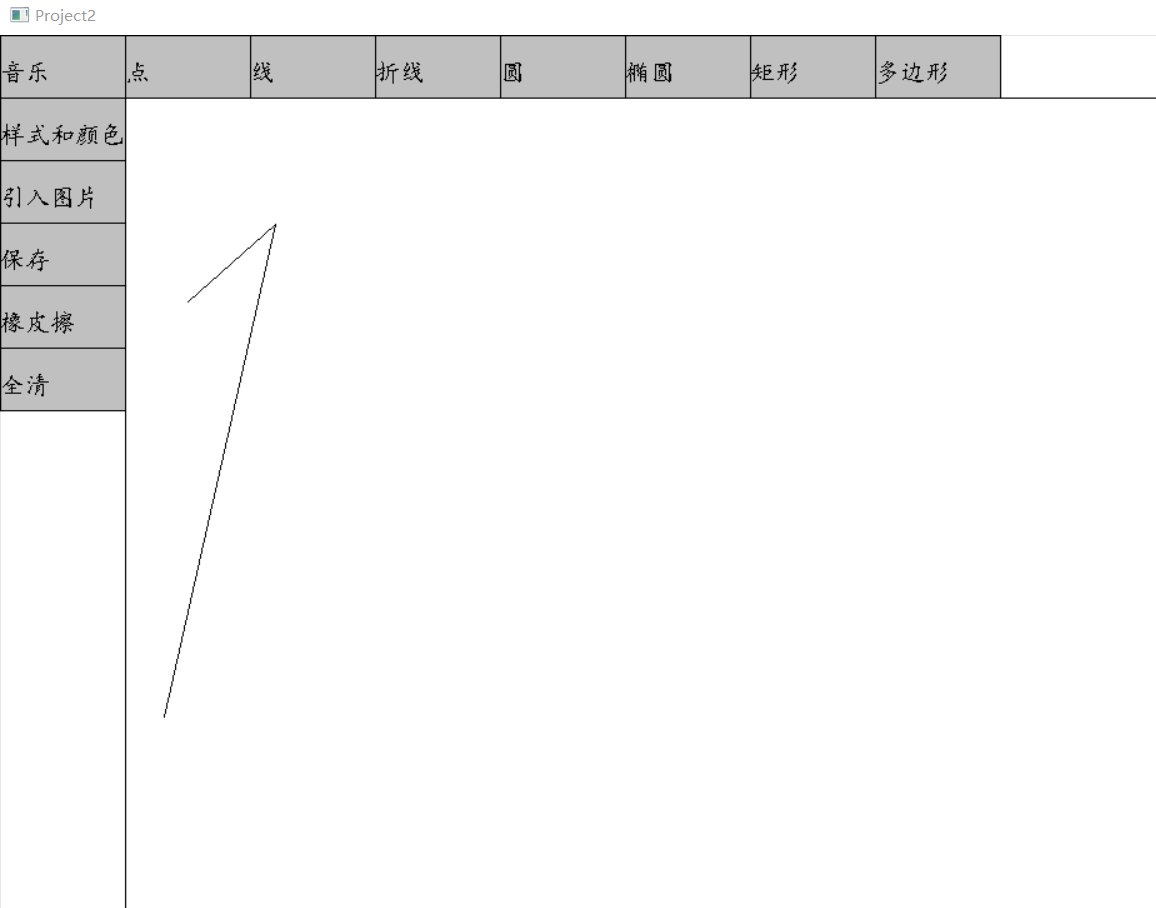 Project2
音乐 点 线 折线 圆 椭圆 矩形 多边形
样式和颜色
引入图片
保存
橡皮擦
全清